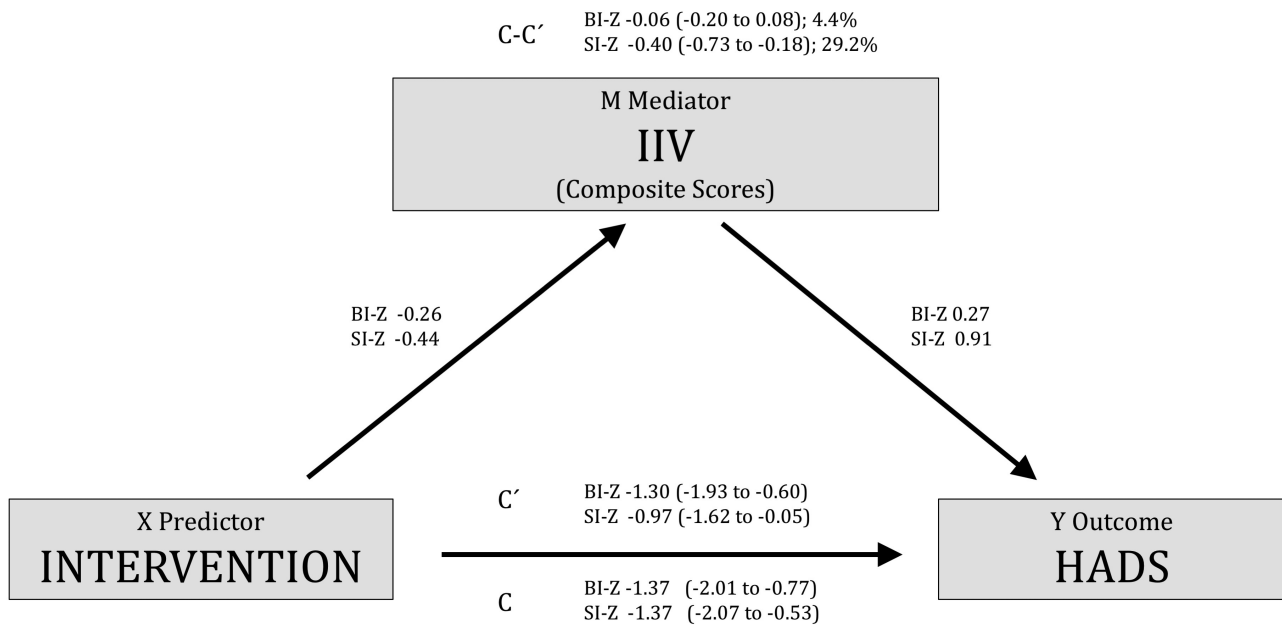 C-C´
BI-Z -0.06 (-0.20 to 0.08); 4.4%
SI-Z -0.40 (-0.73 to -0.18); 29.2%
M Mediator
IIV
(Composite Scores)
BI-Z -0.26
SI-Z -0.44
BI-Z 0.27
SI-Z 0.91
X Predictor
INTERVENTION
C´
BI-Z -1.30 (-1.93 to -0.60)
SI-Z -0.97 (-1.62 to -0.05)
C
BI-Z -1.37 (-2.01 to -0.77)
SI-Z -1.37 (-2.07 to -0.53)
Y Outcome
HADS